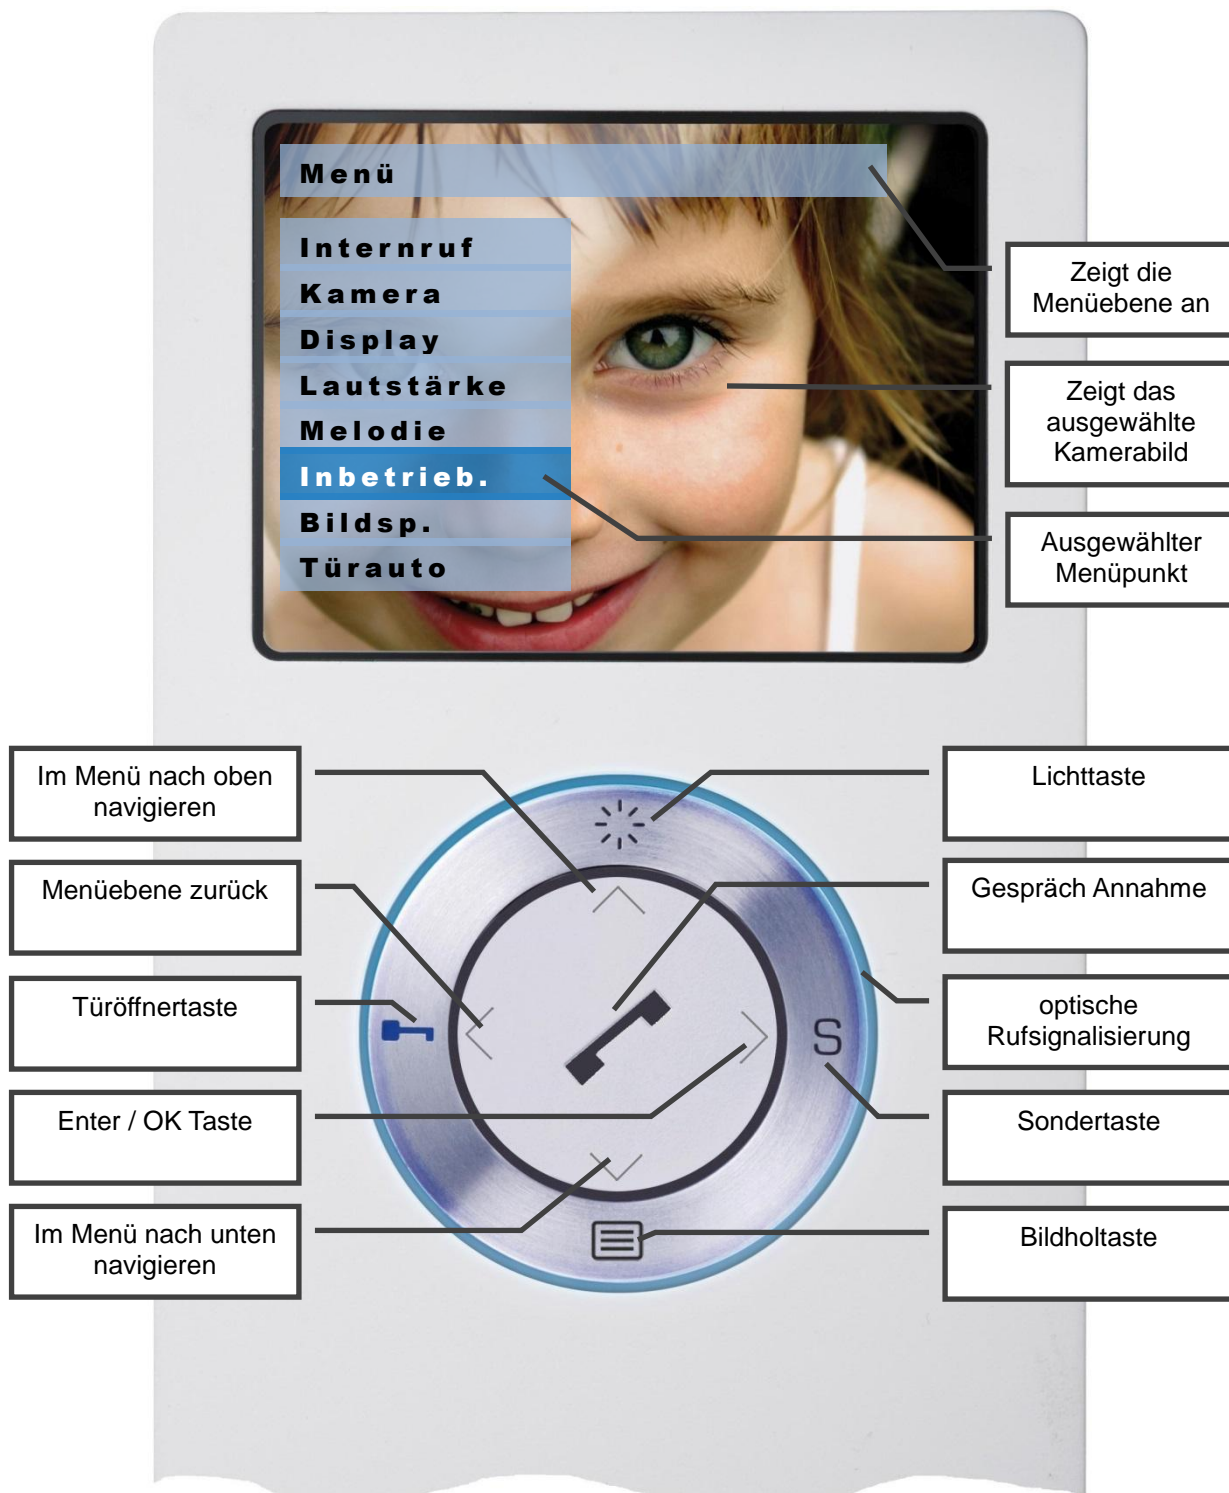 Menü
Internruf
Kamera
Display
Lautstärke
Melodie
Inbetrieb.
Bildsp.
Türauto
Zeigt die
Menüebene an
Zeigt das
ausgewählte
Kamerabild
Ausgewählter
Menüpunkt
Im Menü nach oben
navigieren
Menüebene zurück
Türöffnertaste
Enter / OK Taste
Im Menü nach unten
navigieren
S
Lichttaste
Gespräch Annahme
optische
Rufsignalisierung
Sondertaste
Bildholtaste